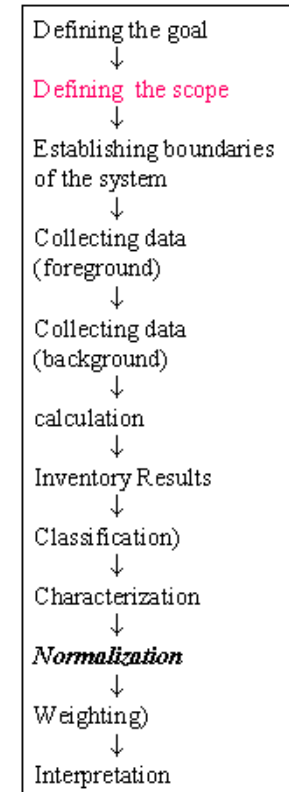 Defining the goal
↓
Defining the scope
↓
Establishing boundaries
of the system
↓
Collecting data
(foreground)
↓
Collecting data
(background)
↓
calculation
↓
Inventory Results
↓
Classification)
↓
Characterization
↓
Normalization
↓
Weighting)
↓
Interpretation